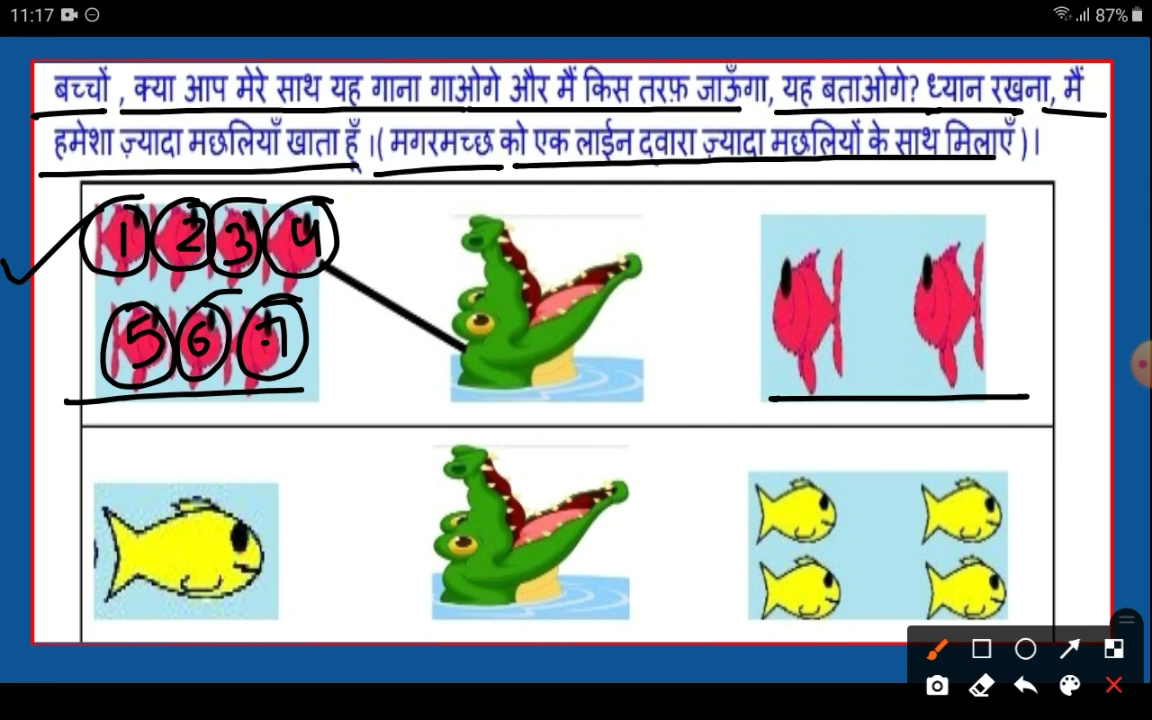 11:17
87%
बच्चों , क्या आप मेरे साथ यह गाना गाओगे और मैं किस तरफ़ जाऊँगा, यह बताओगे? ध्यान रखना, मैं
हमेशा ज़्यादा मछलियाँ खाता हूँ ।( मगरमच्छ को एक लाईन दवारा ज़्यादा मछलियों के साथ मिलाएँ )।
1 2 3 4
5 6 7